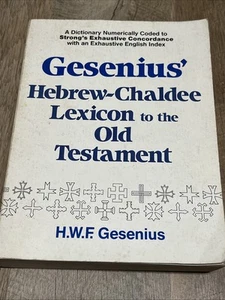 A Dictionary Numerically Coded to
Strong's Exhaustive Concordance
with an Exhaustive English Index
Gesenius'
Hebrew-Chaldee
Lexicon to the
Old
Testament
H.W.F. Gesenius